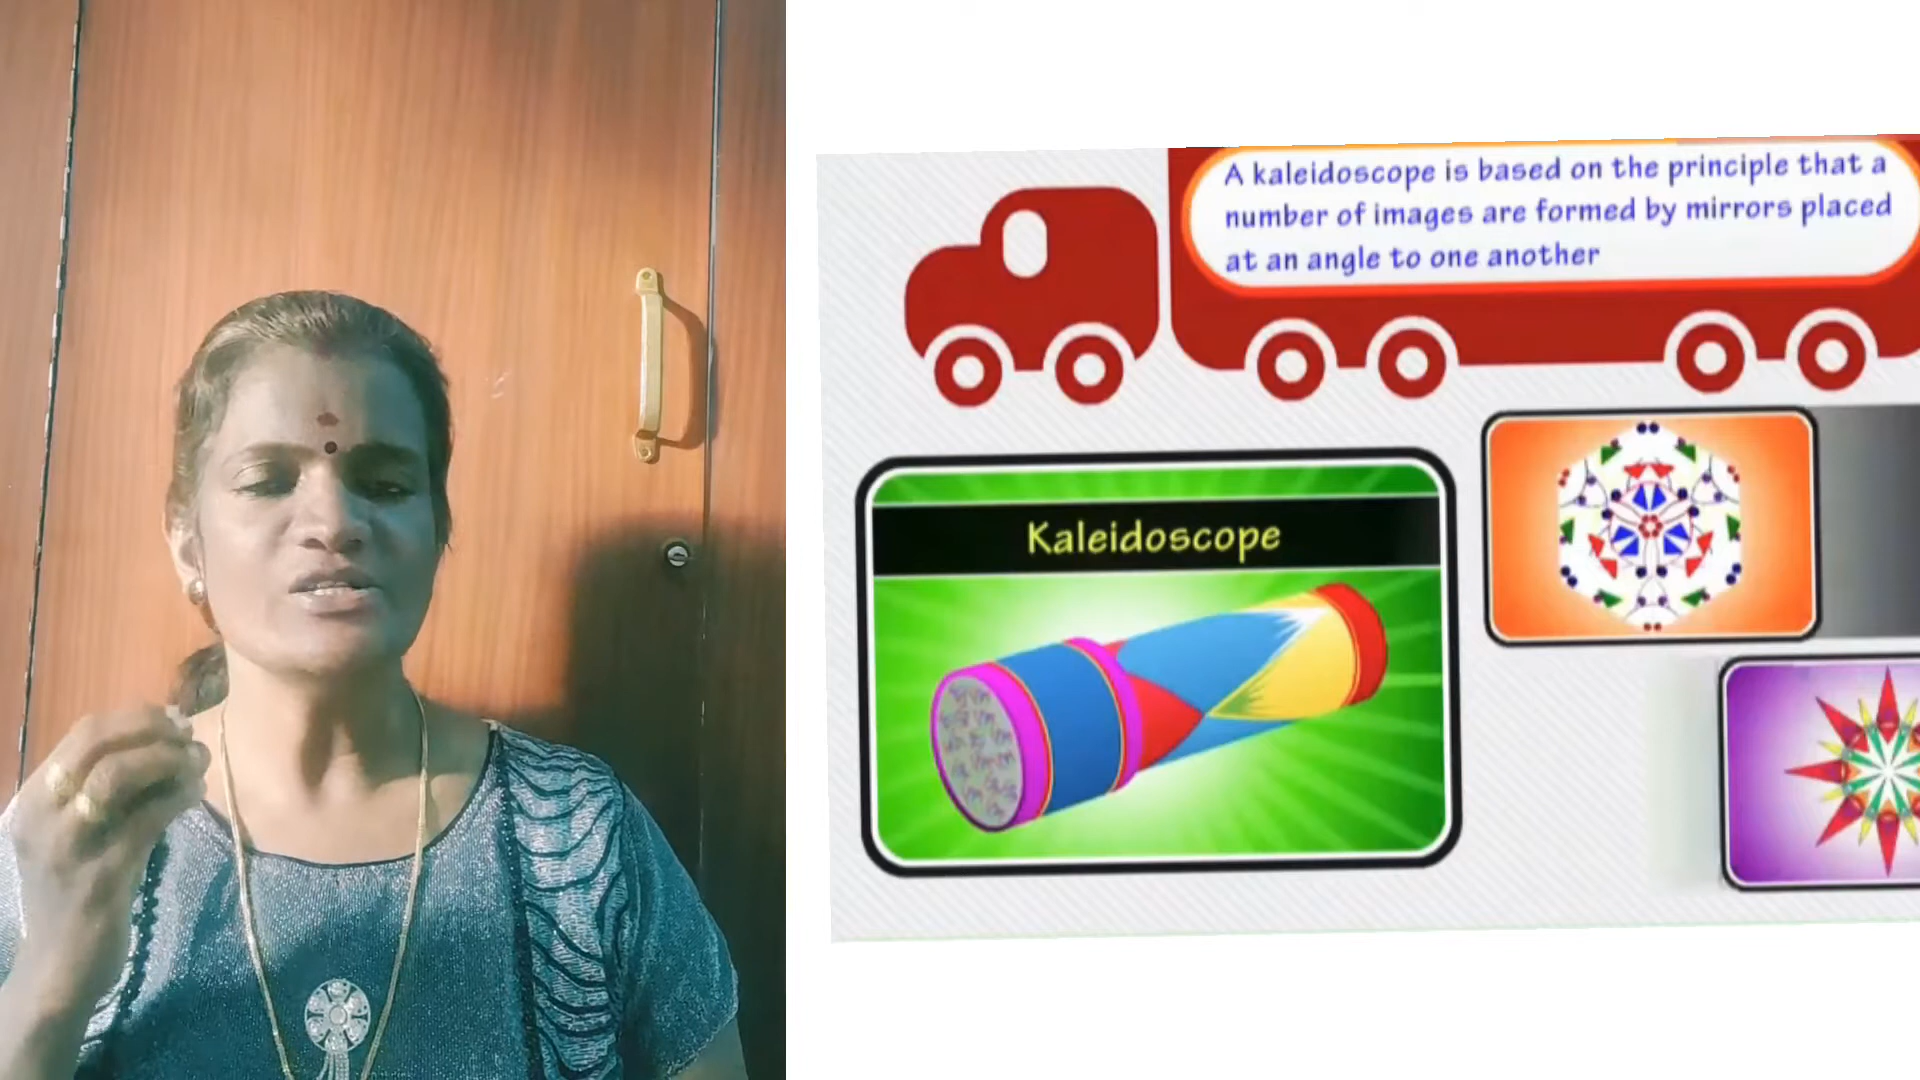 A kaleidoscope is based on the principle that a
number of images are formed by mirrors placed
at an angle to one another
Kaleidoscope